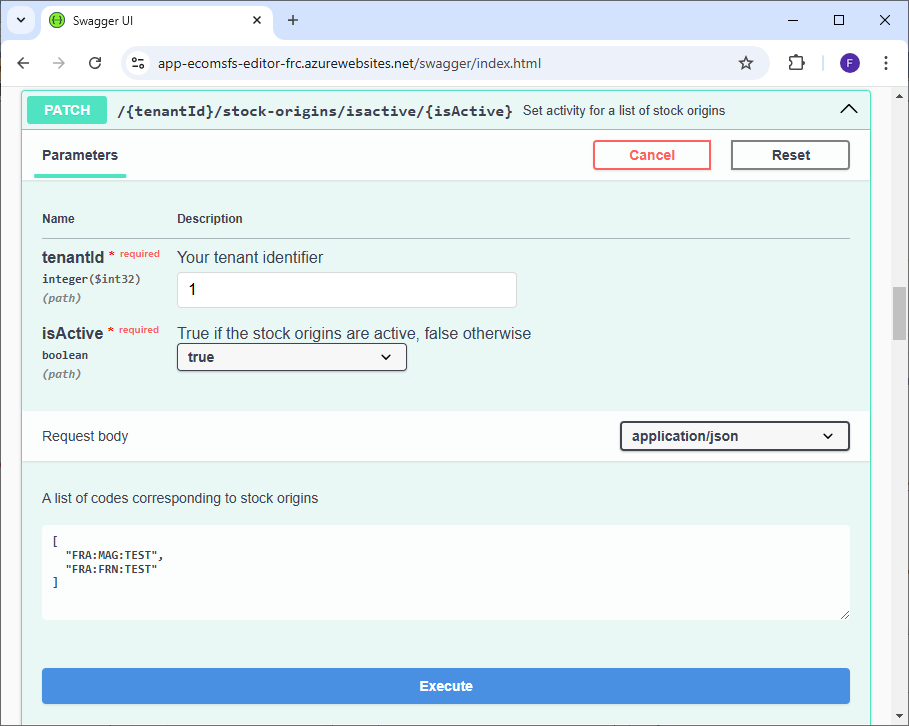 Swagger UI
app-ecomsfs-editor-frc.azurewebsites.net/swagger/index.html
F
PATCH /{tenantId}/stock-origins/isactive/{isActive} Set activity for a list of stock origins
Parameters Cancel Reset
Name Description
tenantId * required Your tenant identifier
integer($int32) 1
(path)
isActive * required True if the stock origins are active, false otherwise
boolean true
(path)
Request body application/json
A list of codes corresponding to stock origins
[
"FRA:MAG:TEST",
"FRA:FRN:TEST"
]
Execute